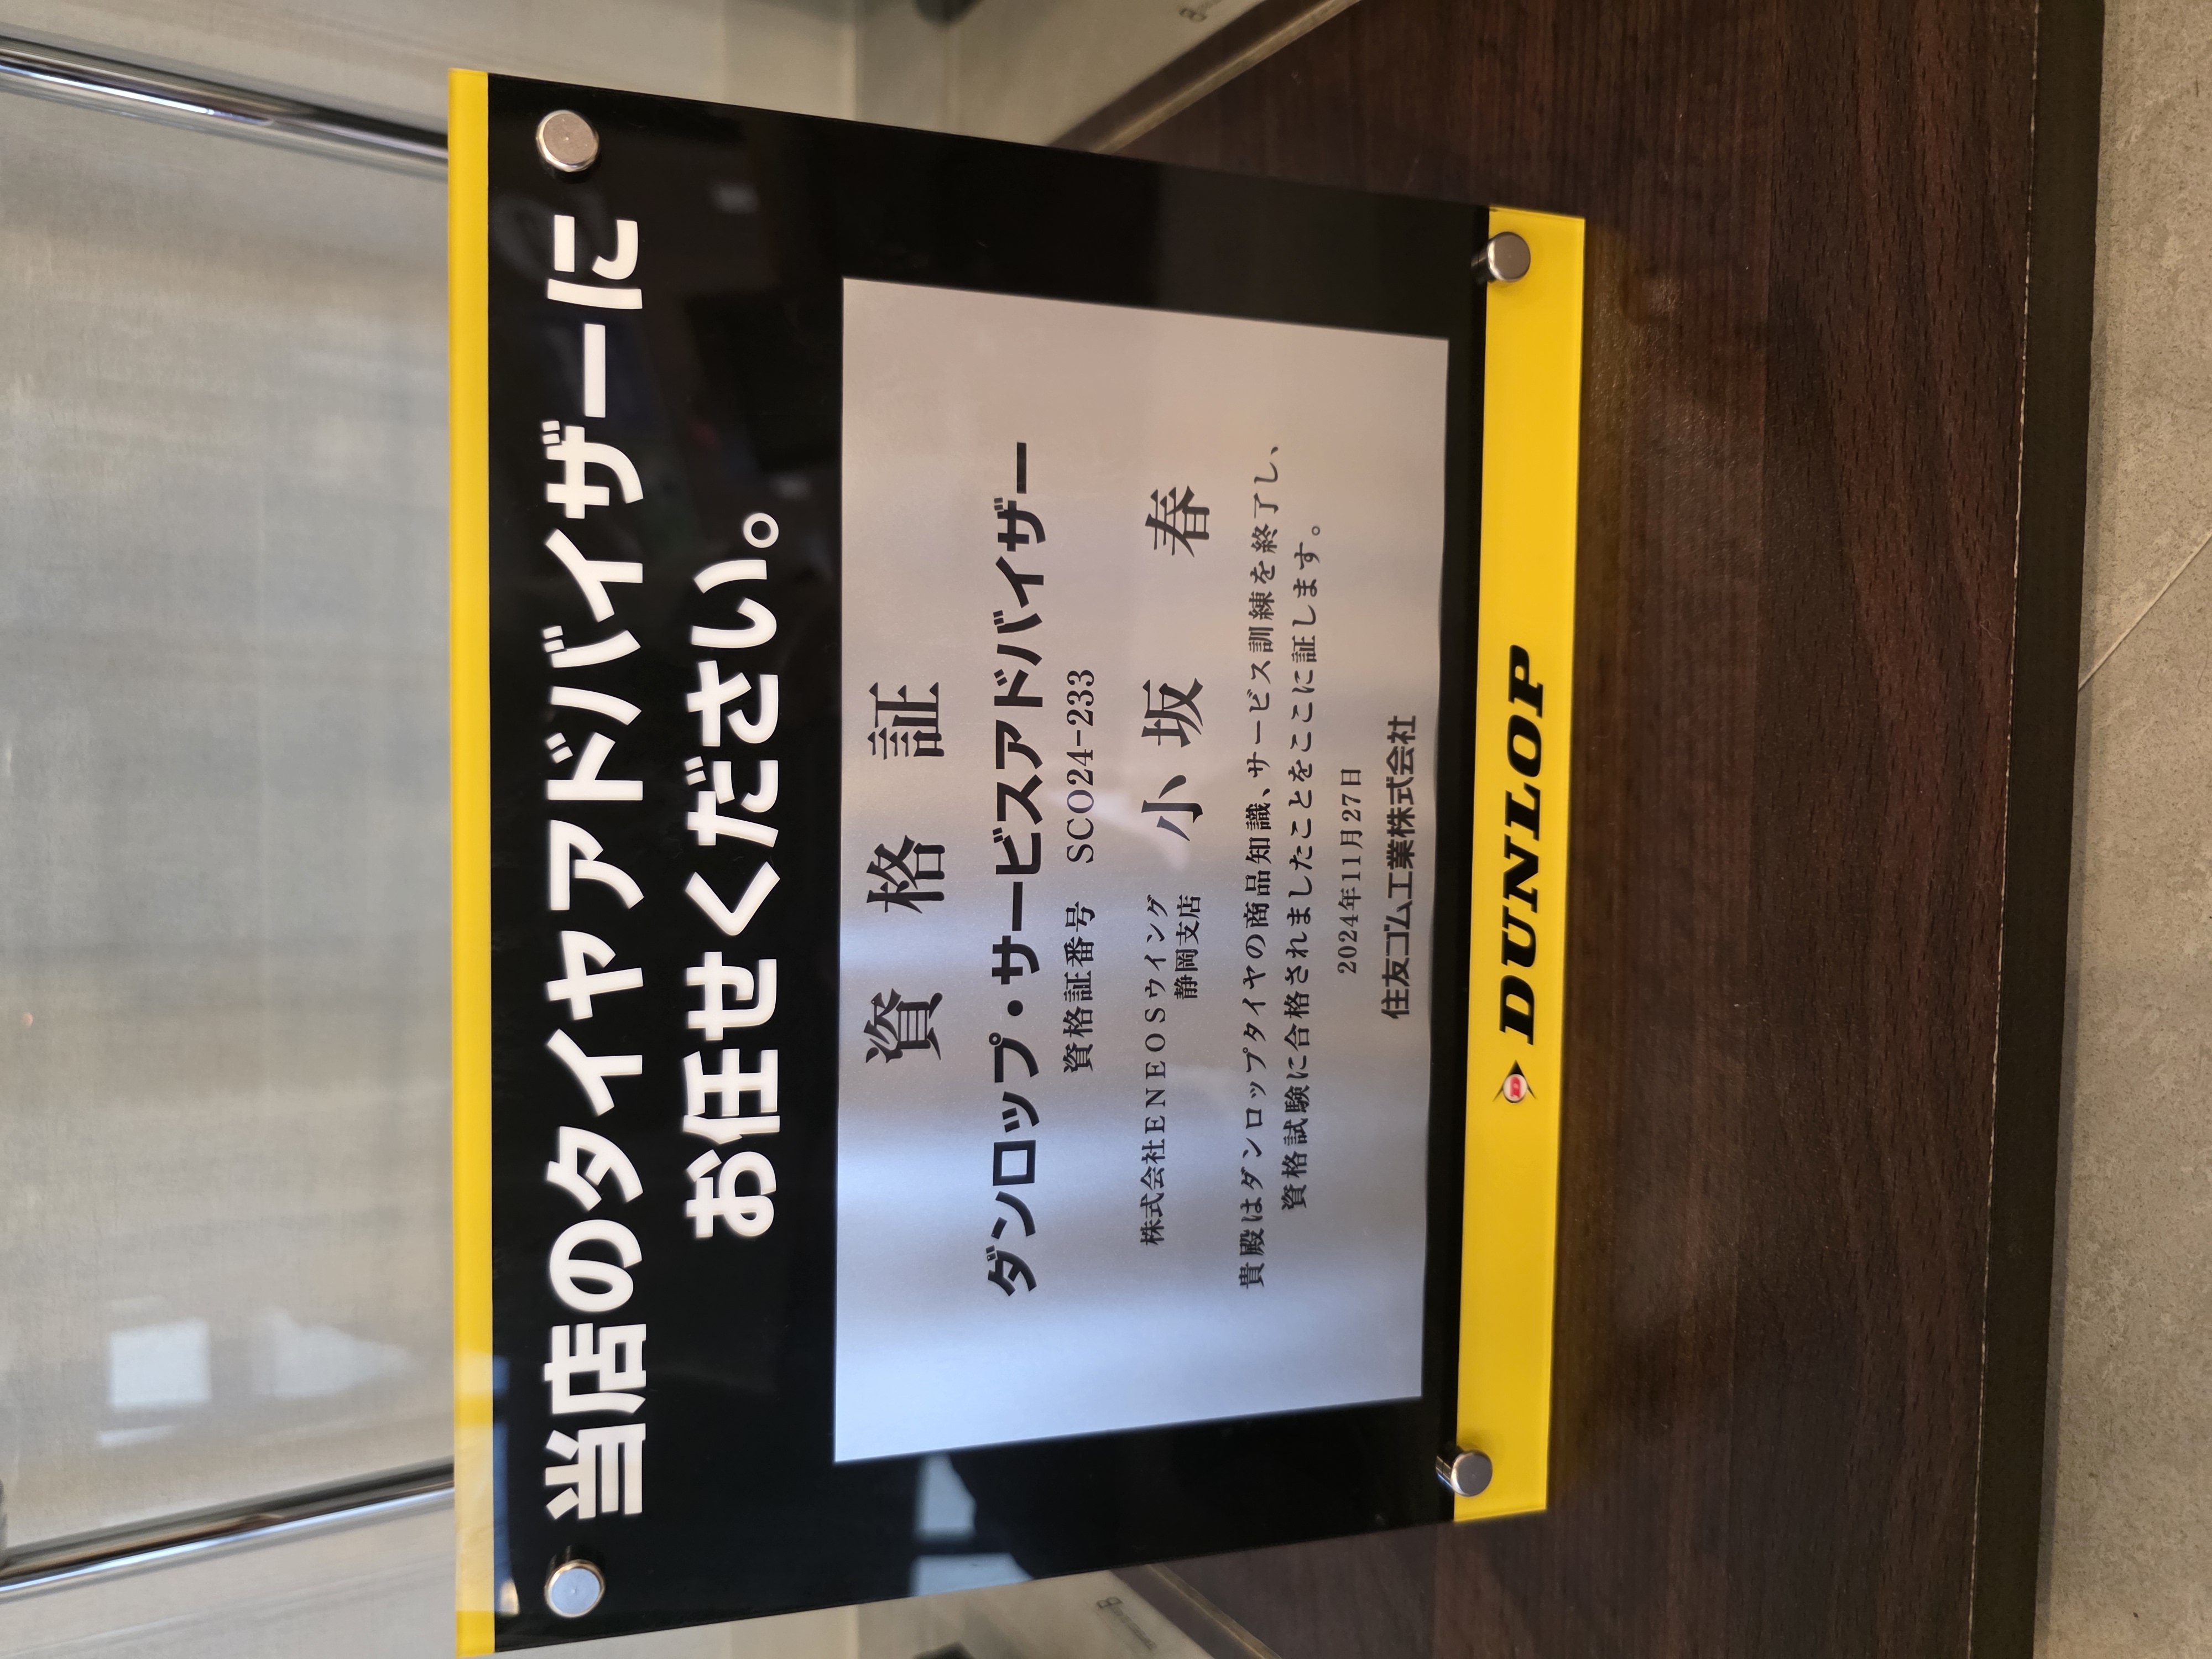 当店のタイヤアドバイザーに
お任せください。
資格証
ダンロップ・サービスアドバイザー
資格証番号 SCO24-233
株式会社ENEOSウイング
静岡支店
小坂 春
貴殿はダンロップタイヤの商品知識、サービス訓練を終了し、
資格試験に合格されましたことをここに証します。
2024年11月27日
住友ゴム工業株式会社
DUNLOP